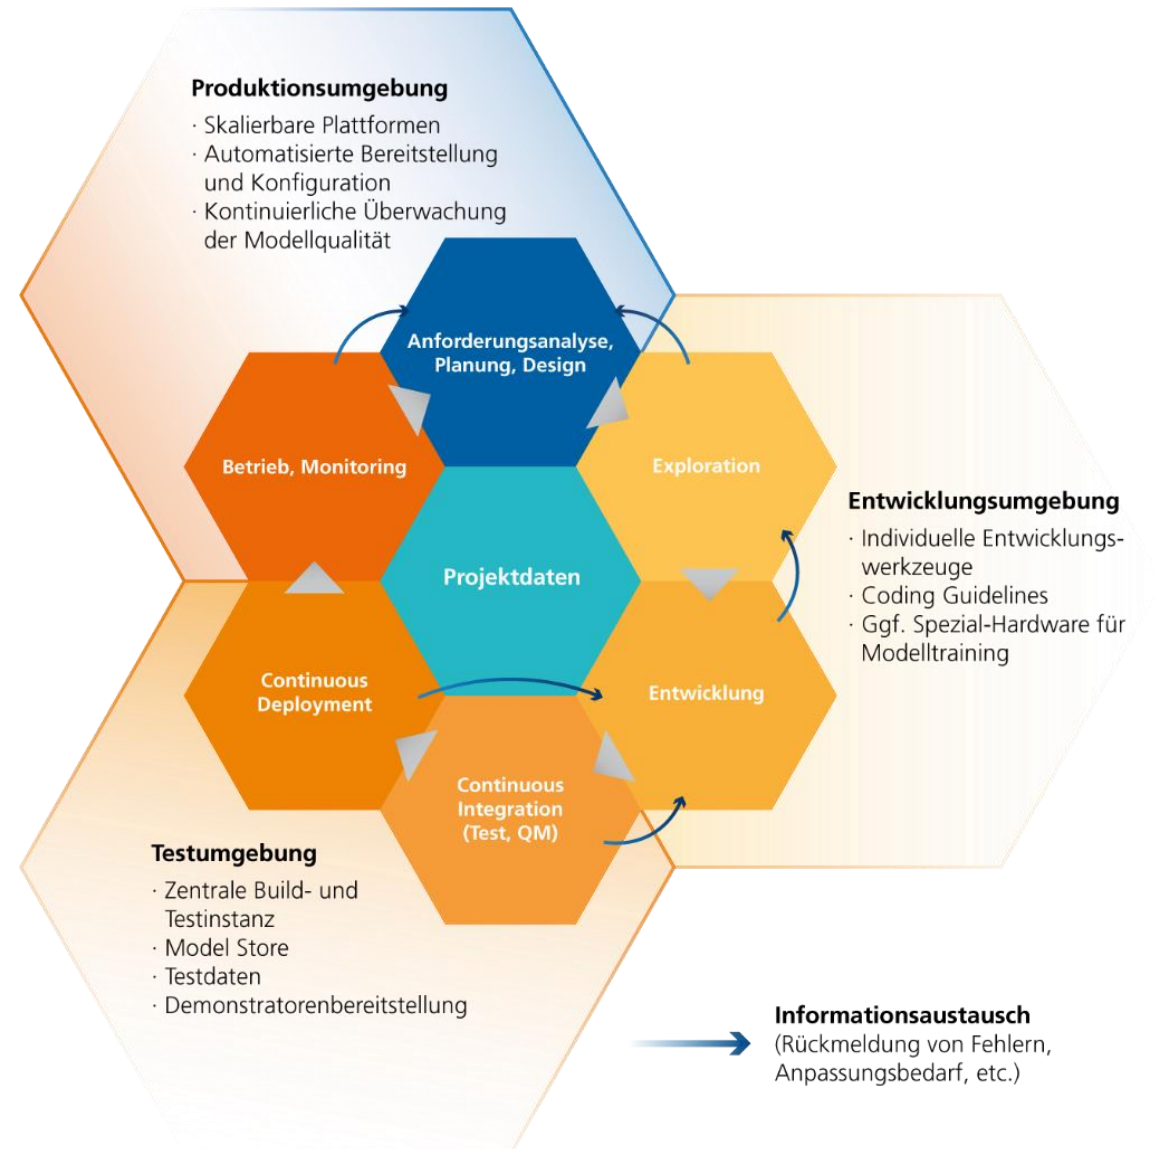 Produktionsumgebung
· Skalierbare Plattformen
· Automatisierte Bereitstellung
und Konfiguration
· Kontinuierliche Überwachung
der Modellqualität
Anforderungsanalyse,
Planung, Design
Betrieb, Monitoring
Exploration
Entwicklungsumgebung
· Individuelle Entwicklungs-
werkzeuge
· Coding Guidelines
· Ggf. Spezial-Hardware für
Modelltraining
Projektdaten
Continuous
Deployment
Entwicklung
Continuous
Integration
(Test, QM)
Testumgebung
· Zentrale Build- und
Testinstanz
· Model Store
· Testdaten
· Demonstratorenbereitstellung
Informationsaustausch
(Rückmeldung von Fehlern,
Anpassungsbedarf, etc.)